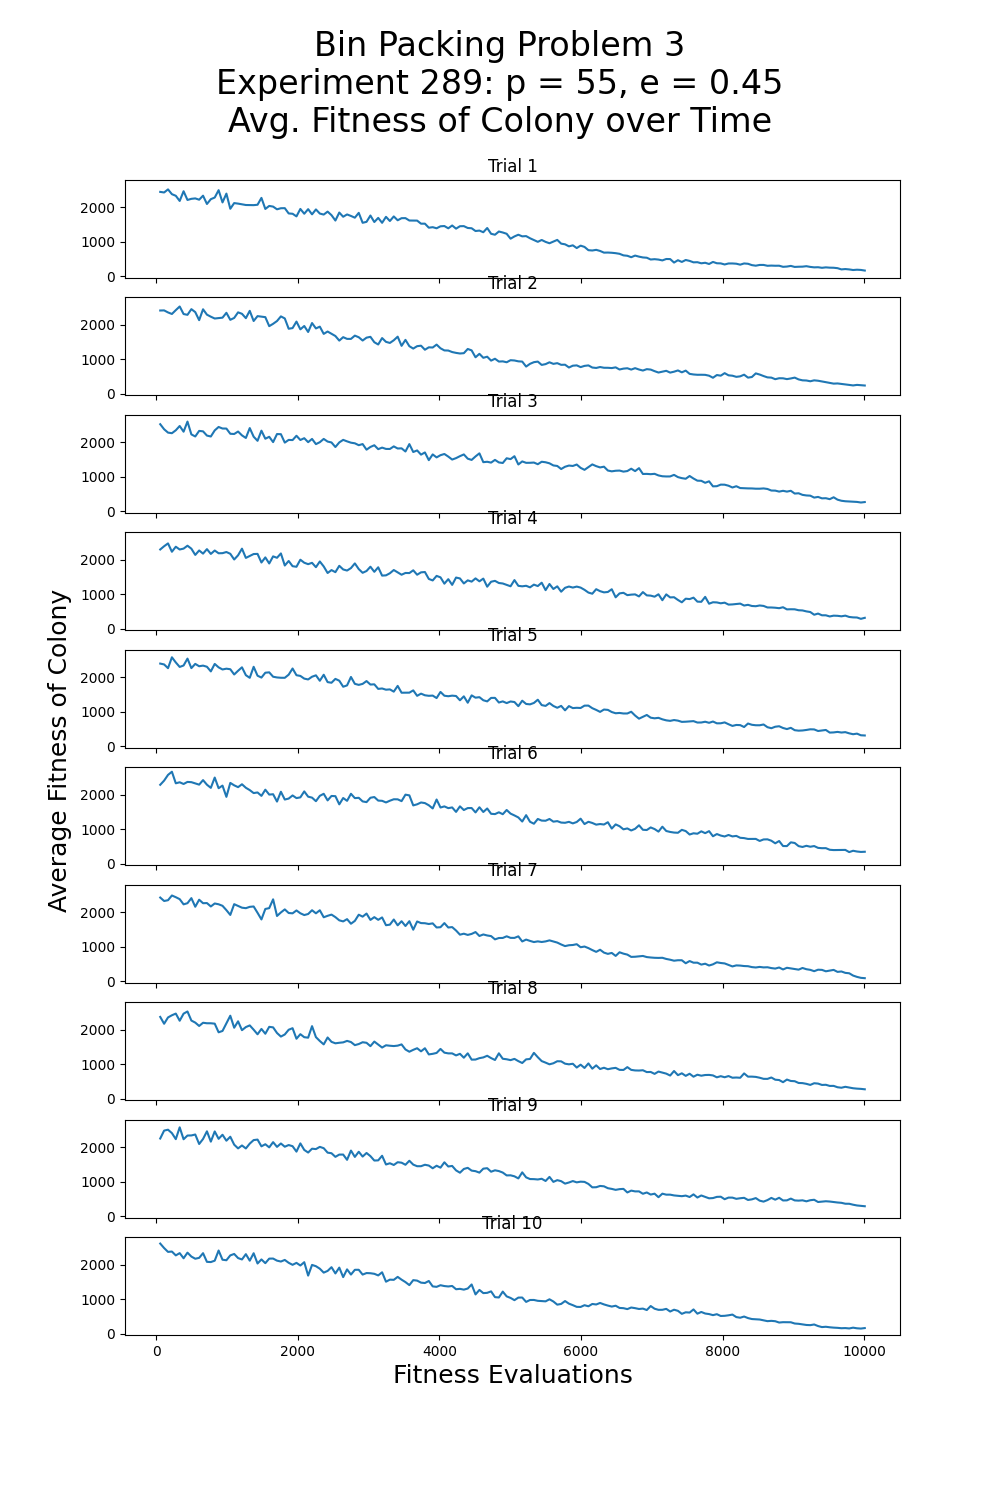 Bin Packing Problem 3
Experiment 289: p = 55, e = 0.45
Avg. Fitness of Colony over Time
Average Fitness of Colony
Trial 1
2000
1000
0
Trial 2
2000
1000
0
Trial 3
2000
1000
0
Trial 4
2000
1000
0
Trial 5
2000
1000
0
Trial 6
2000
1000
0
Trial 7
2000
1000
0
Trial 8
2000
1000
0
Trial 9
2000
1000
0
Trial 10
2000
1000
0
0 2000 4000 6000 8000 10000
Fitness Evaluations